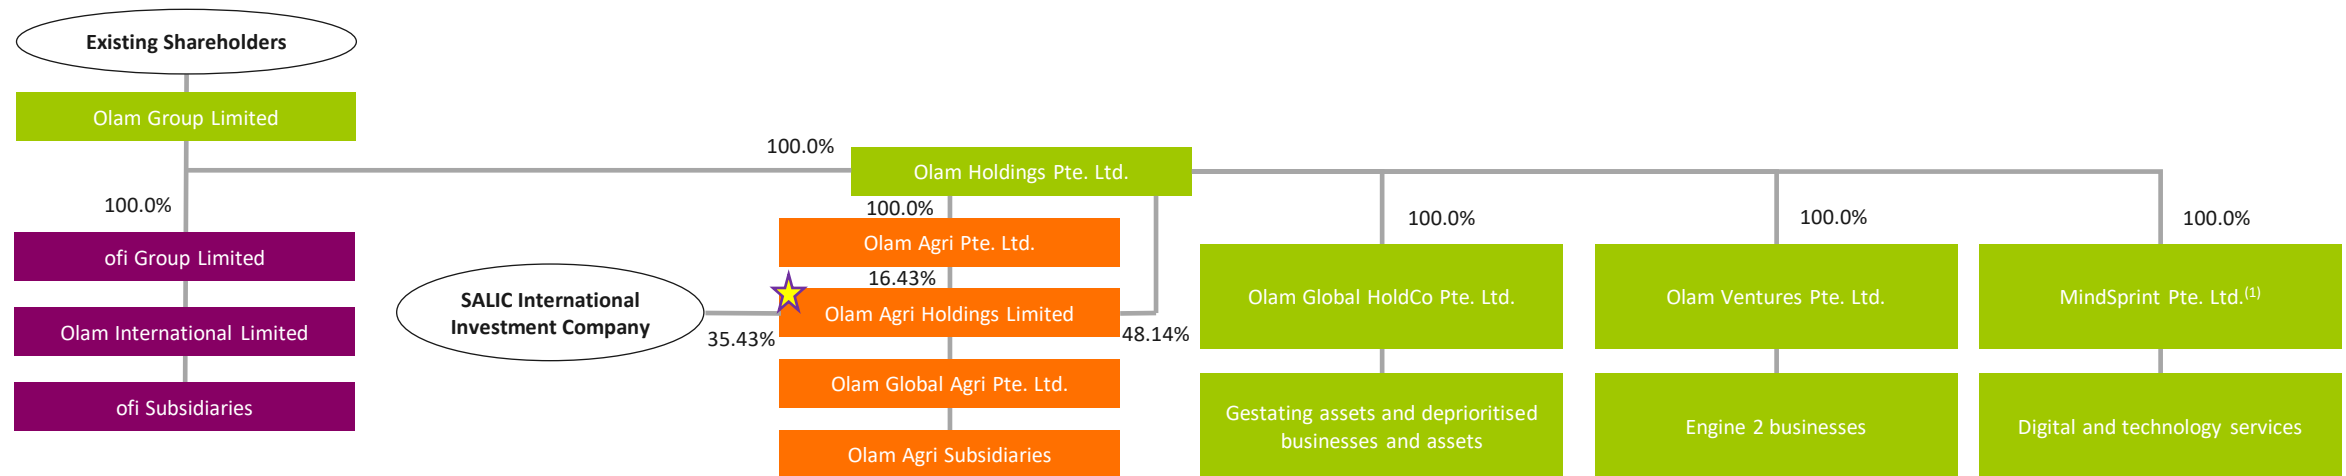 Existing Shareholders
Olam Group Limited
100.0%
Olam Holdings Pte. Ltd.
100.0%
100.0%
100.0%
100.0%
100.0%
ofi Group Limited
Olam Agri Pte. Ltd.
16.43%
SALIC International
Investment Company
35.43%
Olam Agri Holdings Limited
48.14%
Olam Global HoldCo Pte. Ltd.
Olam Ventures Pte. Ltd.
MindSprint Pte. Ltd.(1)
Olam International Limited
Olam Global Agri Pte. Ltd.
ofi Subsidiaries
Olam Agri Subsidiaries
Gestating assets and deprioritised
businesses and assets
Engine 2 businesses
Digital and technology services